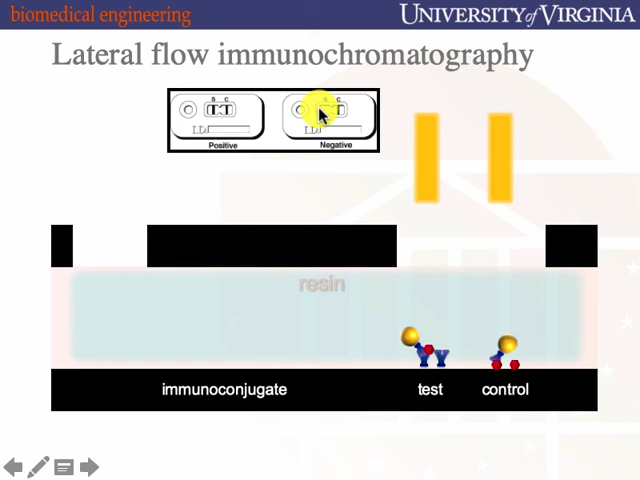 biomedical engineering
UNIVERSITY of VIRGINIA
Lateral flow immunochromatography
S C
S C
I.D.
I.D.
Positive
Negative
resin
immunoconjugate
test
control